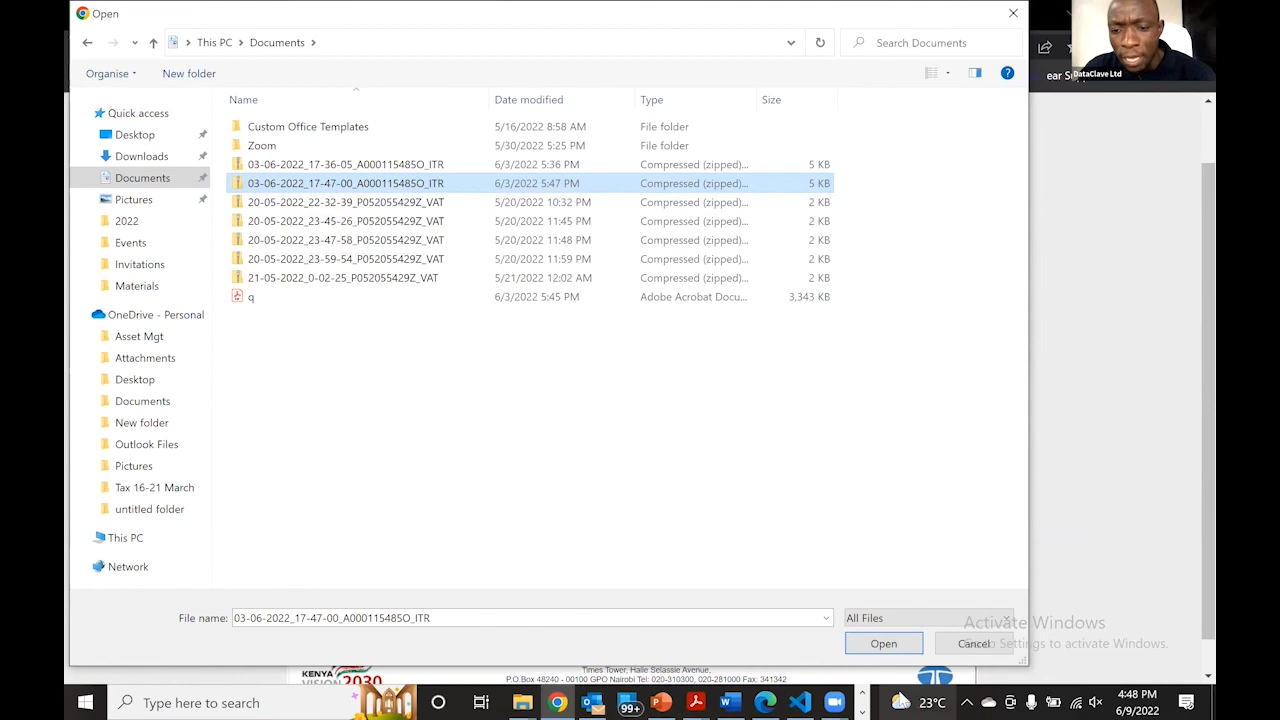 Open
This PC > Documents >
Search Documents
ear S
DataClave Ltd
Organise
New folder
Name
Date modified
Type
Size
Quick access
Desktop
Downloads
Documents
Pictures
2022
Events
Invitations
Materials
OneDrive - Personal
Asset Mgt
Attachments
Desktop
Documents
New folder
Outlook Files
Pictures
Tax 16-21 March
untitled folder
This PC
Network
Custom Office Templates 5/16/2022 8:58 AM File folder
Zoom 5/30/2022 5:25 PM File folder
03-06-2022_17-36-05_A000115485O_ITR 6/3/2022 5:36 PM Compressed (zipped)... 5 KB
03-06-2022_17-47-00_A000115485O_ITR 6/3/2022 5:47 PM Compressed (zipped)... 5 KB
20-05-2022_22-32-39_P052055429Z_VAT 5/20/2022 10:32 PM Compressed (zipped)... 2 KB
20-05-2022_23-45-26_P052055429Z_VAT 5/20/2022 11:45 PM Compressed (zipped)... 2 KB
20-05-2022_23-47-58_P052055429Z_VAT 5/20/2022 11:48 PM Compressed (zipped)... 2 KB
20-05-2022_23-59-54_P052055429Z_VAT 5/20/2022 11:59 PM Compressed (zipped)... 2 KB
21-05-2022_0-02-25_P052055429Z_VAT 5/21/2022 12:02 AM Compressed (zipped)... 2 KB
q 6/3/2022 5:45 PM Adobe Acrobat Docu... 3,343 KB
File name: 03-06-2022_17-47-00_A000115485O_ITR
All Files
Activate Windows
Open
Cancel
Go to Settings to activate Windows.
KENYA
VISION 2030
Times Tower, Haile Selassie Avenue,
P.O.Box 48240 - 00100 GPO Nairobi Tel: 020-310300, 020-281000 Fax: 341342
Type here to search
99+
23°C
4:48 PM
6/9/2022